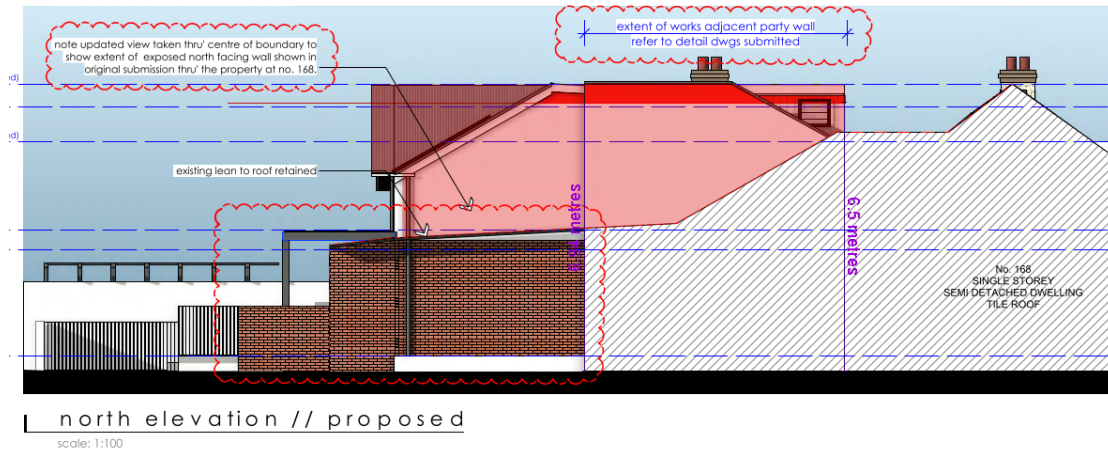 extent of works adjacent party wall
refer to detail dwgs submitted
note updated view taken thru' centre of boundary to
show extent of exposed north facing wall shown in
original submission thru' the property at no. 168.
ed)
ed)
existing lean to roof retained
metres
6.5 metres
No. 168
SINGLE STOREY
SEMI DETACHED DWELLING
TILE ROOF
north elevation // proposed
scale: 1:100